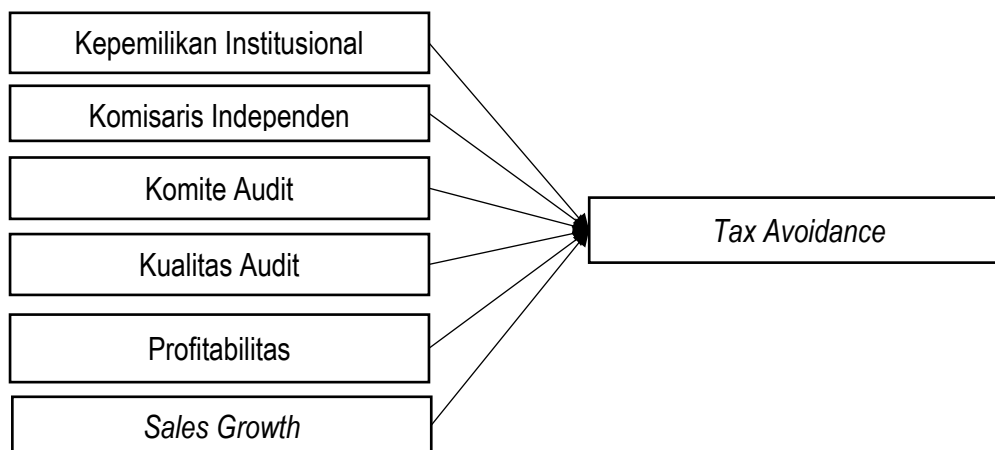 Kepemilikan Institusional
Komisaris Independen
Komite Audit
Kualitas Audit
Profitabilitas
Sales Growth
Tax Avoidance